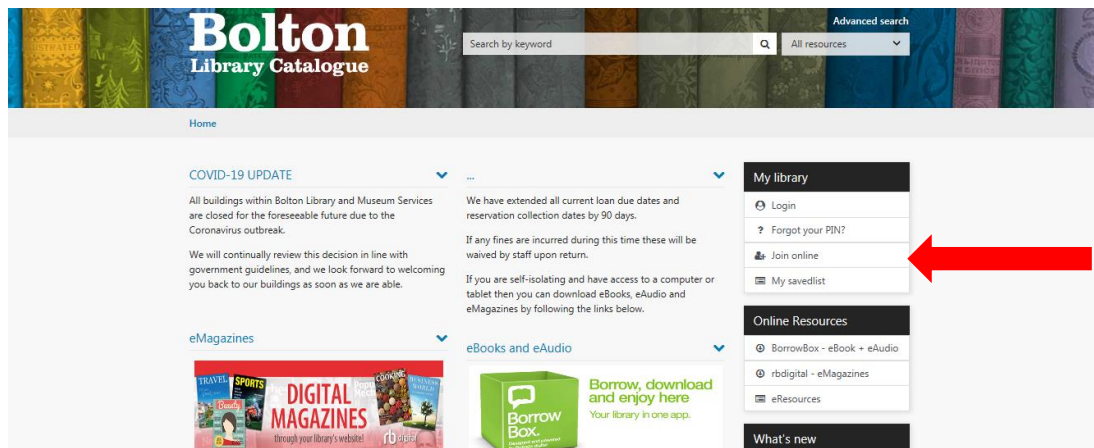 Bolton
Library Catalogue
Advanced search
Search by keyword
All resources
Home
COVID-19 UPDATE
All buildings within Bolton Library and Museum Services
are closed for the foreseeable future due to the
Coronavirus outbreak.
We will continually review this decision in line with
government guidelines, and we look forward to welcoming
you back to our buildings as soon as we are able.
eMagazines
TRAVEL
SPORTS
Beauty
DIGITAL
MAGAZINES
through your library's website!
COOKING
BUSINESS
WORLD
rb digital
...
We have extended all current loan due dates and
reservation collection dates by 90 days.
If any fines are incurred during this time these will be
waived by staff upon return.
If you are self-isolating and have access to a computer or
tablet then you can download eBooks, eAudio and
eMagazines by following the links below.
eBooks and eAudio
Borrow
Box.
Borrow, download
and enjoy here
Your library in one app.
My library
Login
? Forgot your PIN?
Join online
My savedlist
Online Resources
BorrowBox - eBook + eAudio
rbdigital - eMagazines
eResources
What's new